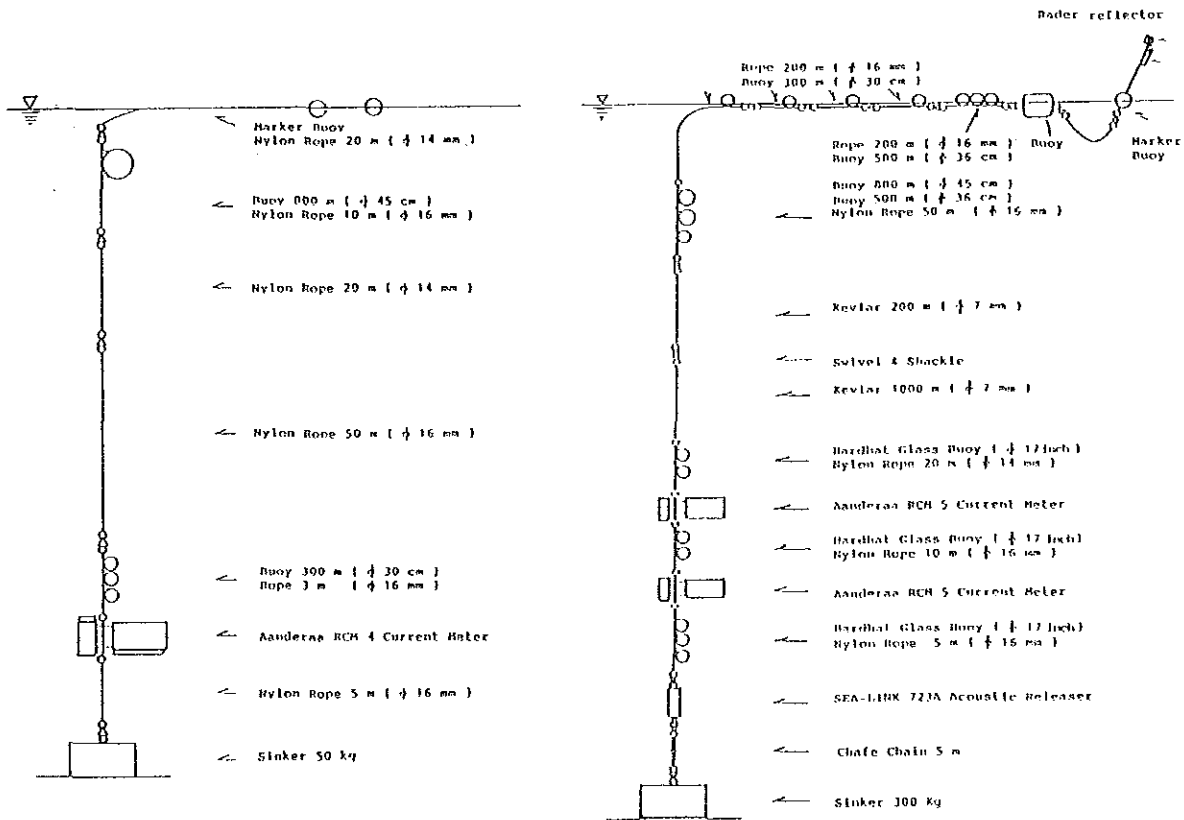 Marker Buoy
Nylon Rope 20 m ( ϕ 14 mm )
Buoy 800 m ( ϕ 45 cm )
Nylon Rope 10 m ( ϕ 16 mm )
Nylon Rope 20 m ( ϕ 14 mm )
Nylon Rope 50 m ( ϕ 16 mm )
Buoy 300 m ( ϕ 30 cm )
Rope 3 m ( ϕ 16 mm )
Aanderaa RCM 4 Current Meter
Nylon Rope 5 m ( ϕ 16 mm )
Sinker 50 kg
Rader reflector
Rope 200 m ( ϕ 16 mm )
Buoy 300 m ( ϕ 30 cm )
Rope 200 m ( ϕ 16 mm )
Buoy 500 m ( ϕ 36 cm )
Buoy
Marker
Buoy
Buoy 800 m ( ϕ 45 cm )
Buoy 500 m ( ϕ 36 cm )
Nylon Rope 50 m ( ϕ 16 mm )
Kevlar 200 m ( ϕ 7 mm )
Swivel & Shackle
Kevlar 1000 m ( ϕ 7 mm )
Hardhat Glass Buoy ( ϕ 17 Inch)
Nylon Rope 20 m ( ϕ 14 mm )
Aanderaa RCM 5 Current Meter
Hardhat Glass Buoy ( ϕ 17 Inch)
Nylon Rope 10 m ( ϕ 16 mm )
Aanderaa RCM 5 Current Meter
Hardhat Glass Buoy ( ϕ 17 Inch)
Nylon Rope 5 m ( ϕ 16 mm )
SEA-LINK 723A Acoustic Releaser
Chafe Chain 5 m
Sinker 300 Kg